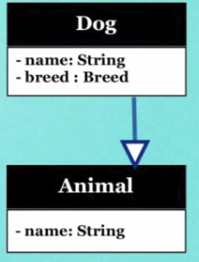 Dog
- name: String
- breed : Breed
Animal
- name: String